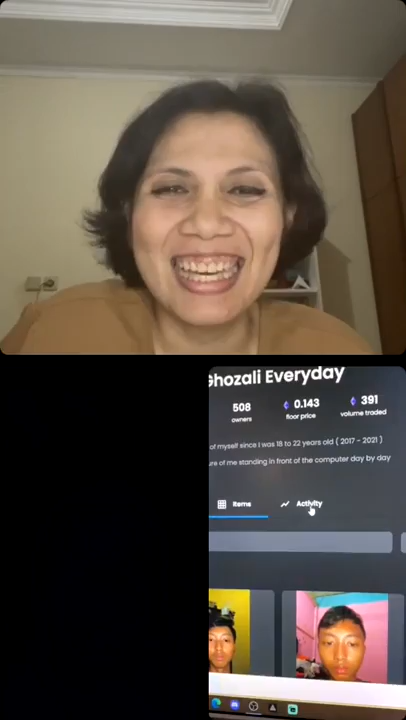 Ghozali Everyday
508
owners
0.143
floor price
391
volume traded
of myself since I was 18 to 22 years old ( 2017 - 2021 )
of me standing in front of the computer day by day
Items
Activity